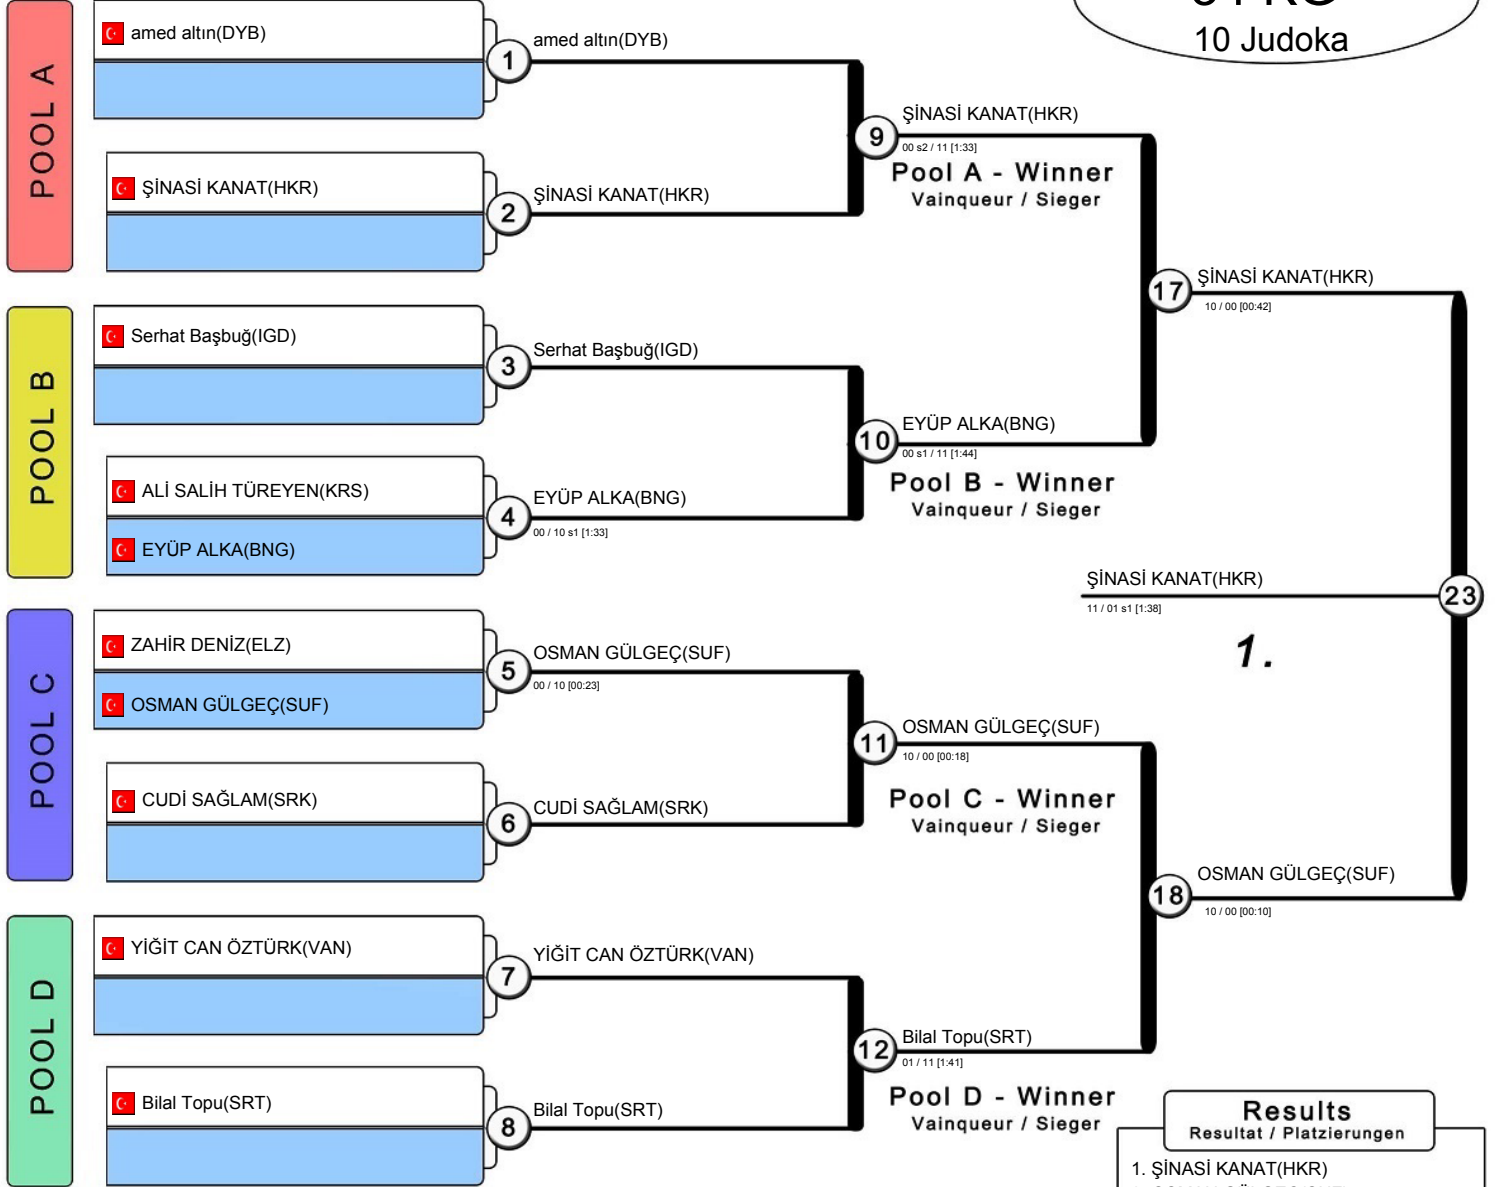 10 Judoka
POOL A
amed altın(DYB)
1
amed altın(DYB)
ŞİNASİ KANAT(HKR)
2
ŞİNASİ KANAT(HKR)
9
ŞİNASİ KANAT(HKR)
00 s2 / 11 [1:33]
Pool A - Winner
Vainqueur / Sieger
POOL B
Serhat Başbuğ(IGD)
3
Serhat Başbuğ(IGD)
ALİ SALİH TÜREYEN(KRS)
EYÜP ALKA(BNG)
4
EYÜP ALKA(BNG)
00 / 10 s1 [1:33]
10
EYÜP ALKA(BNG)
00 s1 / 11 [1:44]
Pool B - Winner
Vainqueur / Sieger
17
ŞİNASİ KANAT(HKR)
10 / 00 [00:42]
POOL C
ZAHİR DENİZ(ELZ)
OSMAN GÜLGEÇ(SUF)
5
OSMAN GÜLGEÇ(SUF)
00 / 10 [00:23]
CUDİ SAĞLAM(SRK)
6
CUDİ SAĞLAM(SRK)
11
OSMAN GÜLGEÇ(SUF)
10 / 00 [00:18]
Pool C - Winner
Vainqueur / Sieger
POOL D
YİĞİT CAN ÖZTÜRK(VAN)
7
YİĞİT CAN ÖZTÜRK(VAN)
Bilal Topu(SRT)
8
Bilal Topu(SRT)
12
Bilal Topu(SRT)
01 / 11 [1:41]
Pool D - Winner
Vainqueur / Sieger
18
OSMAN GÜLGEÇ(SUF)
10 / 00 [00:10]
ŞİNASİ KANAT(HKR)
11 / 01 s1 [1:38]
23
1.
Results
Resultat / Platzierungen
1. ŞİNASİ KANAT(HKR)